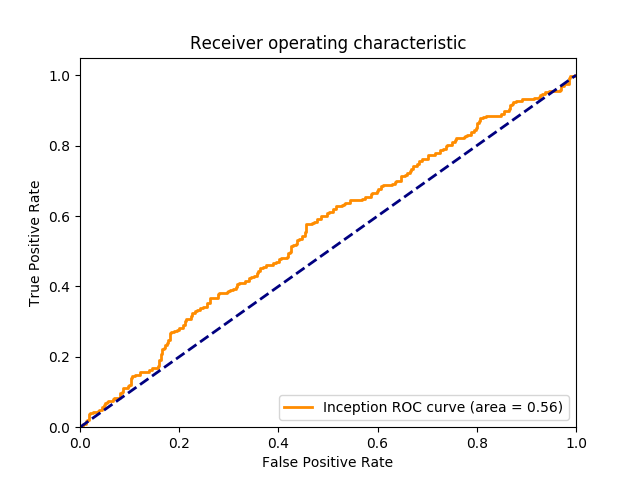 Receiver operating characteristic
True Positive Rate
1.0
0.8
0.6
0.4
0.2
0.0
Inception ROC curve (area = 0.56)
0.0 0.2 0.4 0.6 0.8 1.0
False Positive Rate